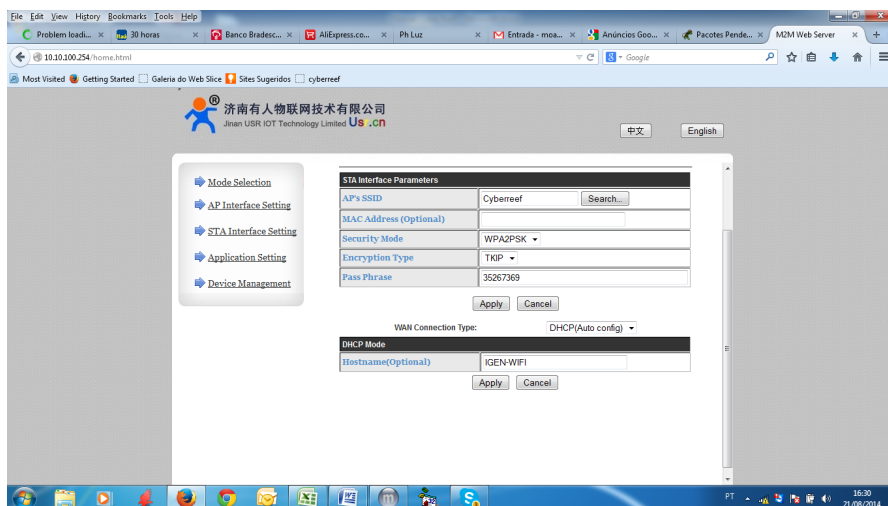 File Edit View History Bookmarks Tools Help
Problem loadi... × 30 horas × Banco Bradesc... × AliExpress.co... × Ph Luz × Entrada - moa... × Anúncios Goo... × Pacotes Pende... × M2M Web Server × +
10.10.100.254/home.html
Google
Most Visited Getting Started Galeria do Web Slice Sites Sugeridos cyberreef
济南有人物联网技术有限公司
Jinan USR IOT Technology Limited Usr.cn
中文 English
Mode Selection
AP Interface Setting
STA Interface Setting
Application Setting
Device Management
STA Interface Parameters
AP's SSID Cyberreef Search...
MAC Address (Optional)
Security Mode WPA2PSK
Encryption Type TKIP
Pass Phrase 35267369
Apply Cancel
WAN Connection Type: DHCP(Auto config)
DHCP Mode
Hostname(Optional) IGEN-WIFI
Apply Cancel
PT 16:30
21/08/2014